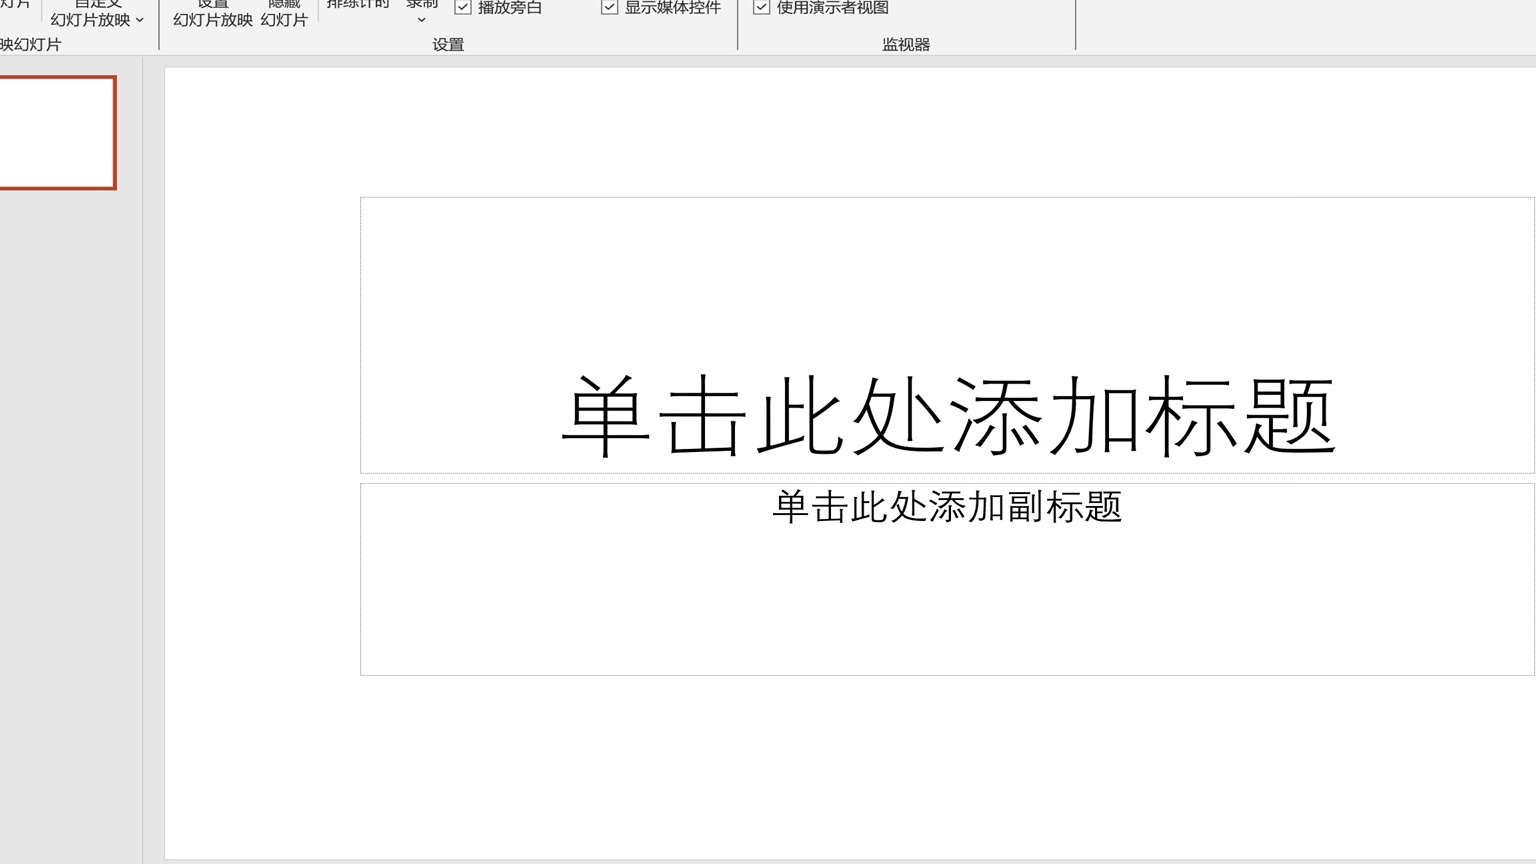 灯片 自定义 设置 隐藏 排练计时 录制 播放旁白 显示媒体控件 使用演示者视图
幻灯片放映 幻灯片放映 幻灯片
映幻灯片 设置 监视器
单击此处添加标题
单击此处添加副标题